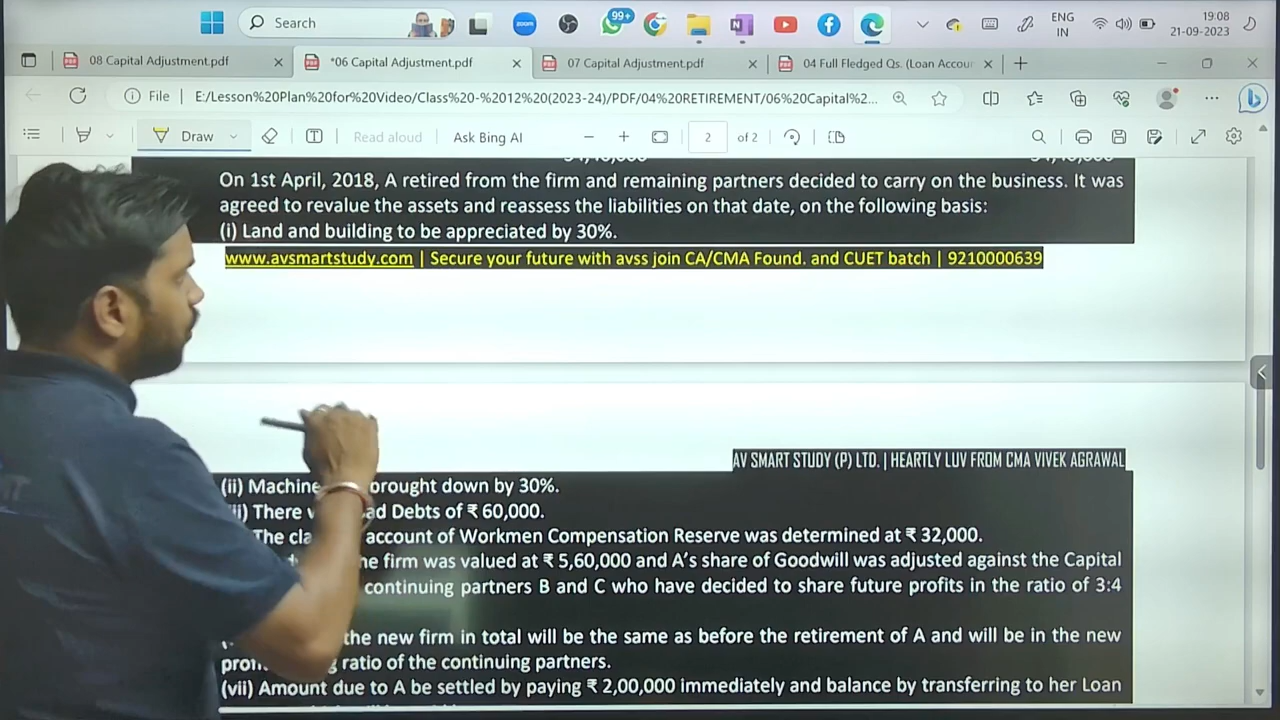 Search
zoom
99+
ENG
IN
19:08
21-09-2023
08 Capital Adjustment.pdf
*06 Capital Adjustment.pdf
07 Capital Adjustment.pdf
04 Full Fledged Qs. (Loan Accour
File | E:/Lesson%20Plan%20for%20Video/Class%20-%2012%20(2023-24)/PDF/04%20RETIREMENT/06%20Capital%2...
Draw
Read aloud
Ask Bing AI
2 of 2
On 1st April, 2018, A retired from the firm and remaining partners decided to carry on the business. It was
agreed to revalue the assets and reassess the liabilities on that date, on the following basis:
(i) Land and building to be appreciated by 30%.
www.avsmartstudy.com | Secure your future with avss join CA/CMA Found. and CUET batch | 9210000639
AV SMART STUDY (P) LTD. | HEARTLY LUV FROM CMA VIVEK AGRAWAL
(ii) brought down by 30%.
There Debts of ₹ 60,000.
The account of Workmen Compensation Reserve was determined at ₹ 32,000.
firm was valued at ₹ 5,60,000 and A's share of Goodwill was adjusted against the Capital
continuing partners B and C who have decided to share future profits in the ratio of 3:4
the new firm in total will be the same as before the retirement of A and will be in the new
ratio of the continuing partners.
(vii) Amount due to A be settled by paying ₹ 2,00,000 immediately and balance by transferring to her Loan